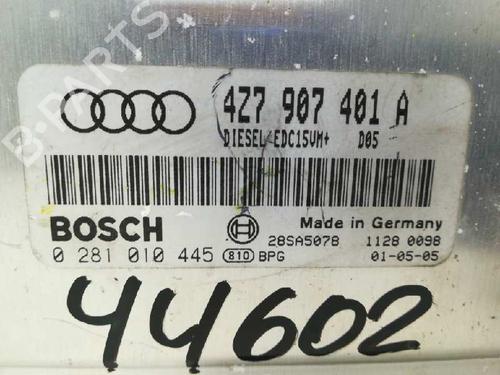 4Z7 907 401 A
DIESEL-EDC15VM+ D05
BOSCH
Made in Germany
28SA5078 1128 0098
0 281 010 445 810 BPG 01-05-05
44602
B-PARTS